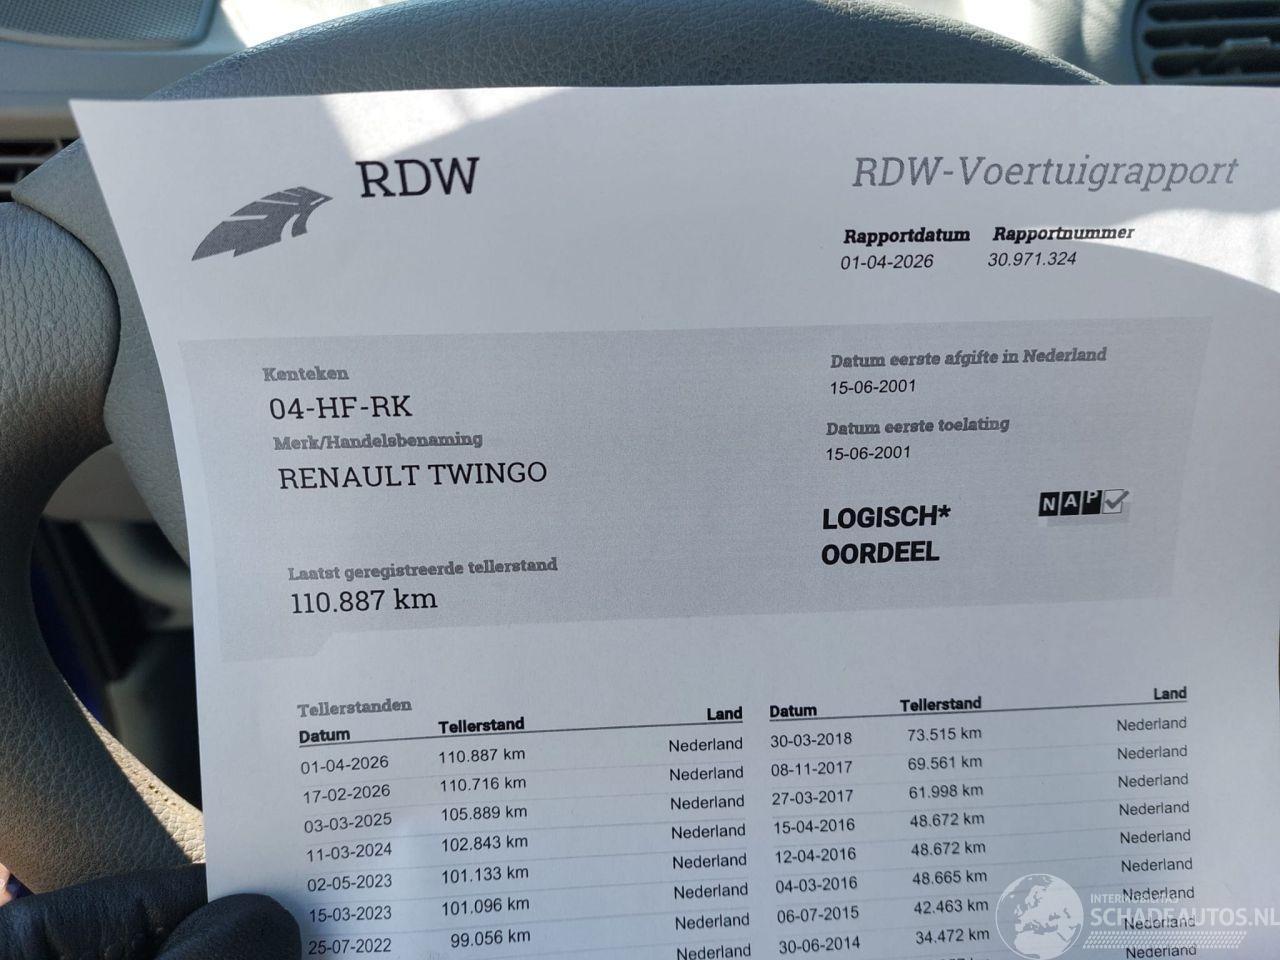 RDW
RDW-Voertuigrapport
Rapportdatum Rapportnummer
01-04-2026 30.971.324
Kenteken
04-HF-RK
Merk/Handelsbenaming
RENAULT TWINGO
Laatst geregistreerde tellerstand
110.887 km
Datum eerste afgifte in Nederland
15-06-2001
Datum eerste toelating
15-06-2001
LOGISCH*
OORDEEL
NAP
Tellerstanden
Datum Tellerstand Land
01-04-2026 110.887 km Nederland
17-02-2026 110.716 km Nederland
03-03-2025 105.889 km Nederland
11-03-2024 102.843 km Nederland
02-05-2023 101.133 km Nederland
15-03-2023 101.096 km Nederland
25-07-2022 99.056 km Nederland
Nederland
Datum Tellerstand Land
30-03-2018 73.515 km Nederland
08-11-2017 69.561 km Nederland
27-03-2017 61.998 km Nederland
15-04-2016 48.672 km Nederland
12-04-2016 48.672 km Nederland
04-03-2016 48.665 km Nederland
06-07-2015 42.463 km Nederland
30-06-2014 34.472 km Nederland
Nederland
SCHADEAUTOS.NL